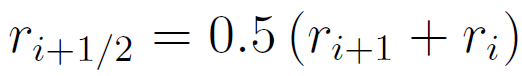 r_{i+1/2} = 0.5 (r_{i+1} + r_i)